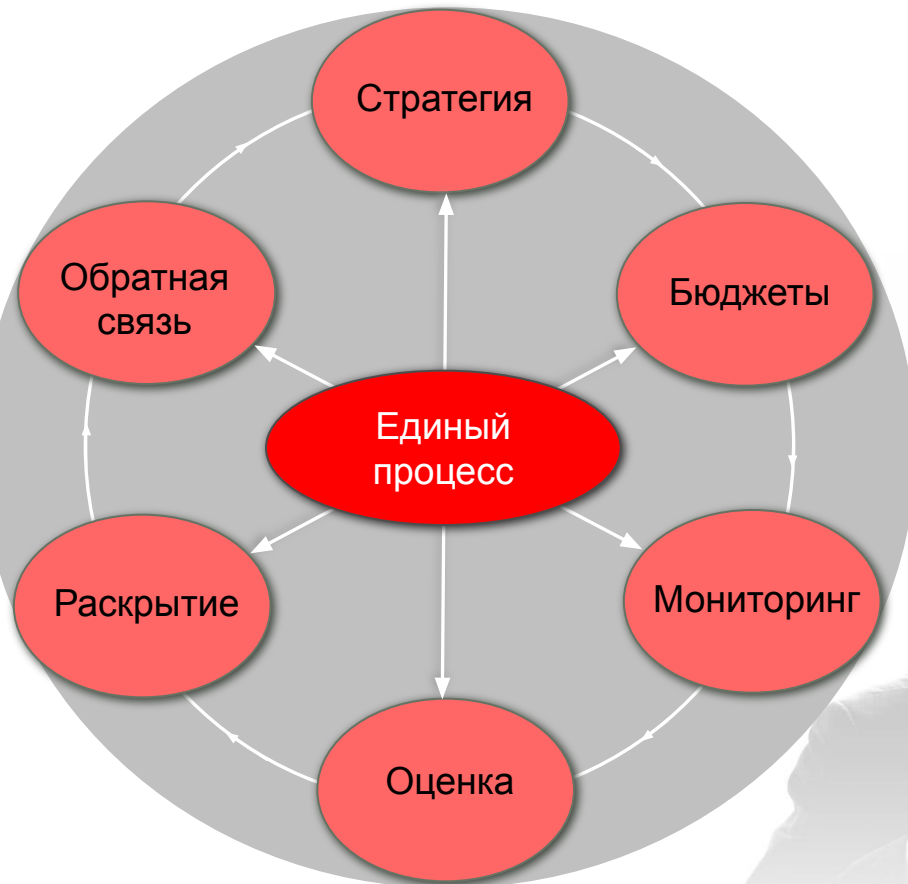 Стратегия
Обратная
связь
Бюджеты
Единый
процесс
Раскрытие
Мониторинг
Оценка